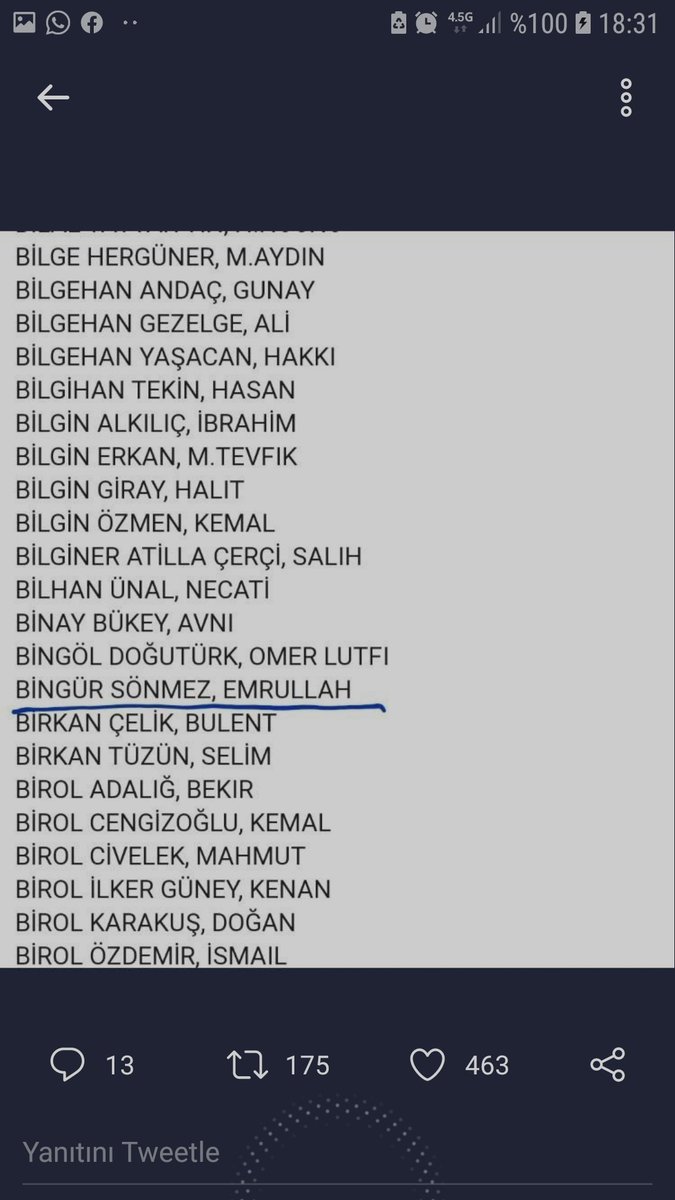 4.5G %100 18:31
BİLGE HERGÜNER, M.AYDIN
BİLGEHAN ANDAÇ, GUNAY
BİLGEHAN GEZELGE, ALİ
BİLGEHAN YAŞACAN, HAKKI
BİLGİHAN TEKİN, HASAN
BİLGİN ALKILIÇ, İBRAHİM
BİLGİN ERKAN, M.TEVFIK
BİLGİN GİRAY, HALIT
BİLGİN ÖZMEN, KEMAL
BİLGİNER ATİLLA ÇERÇİ, SALIH
BİLHAN ÜNAL, NECATİ
BİNAY BÜKEY, AVNI
BİNGÖL DOĞUTÜRK, OMER LUTFI
BİNGÜR SÖNMEZ, EMRULLAH
BİRKAN ÇELİK, BULENT
BİRKAN TÜZÜN, SELİM
BİROL ADALIĞ, BEKIR
BİROL CENGİZOĞLU, KEMAL
BİROL CİVELEK, MAHMUT
BİROL İLKER GÜNEY, KENAN
BİROL KARAKUŞ, DOĞAN
BİROL ÖZDEMİR, İSMAIL
13 175 463
Yanıtını Tweetle